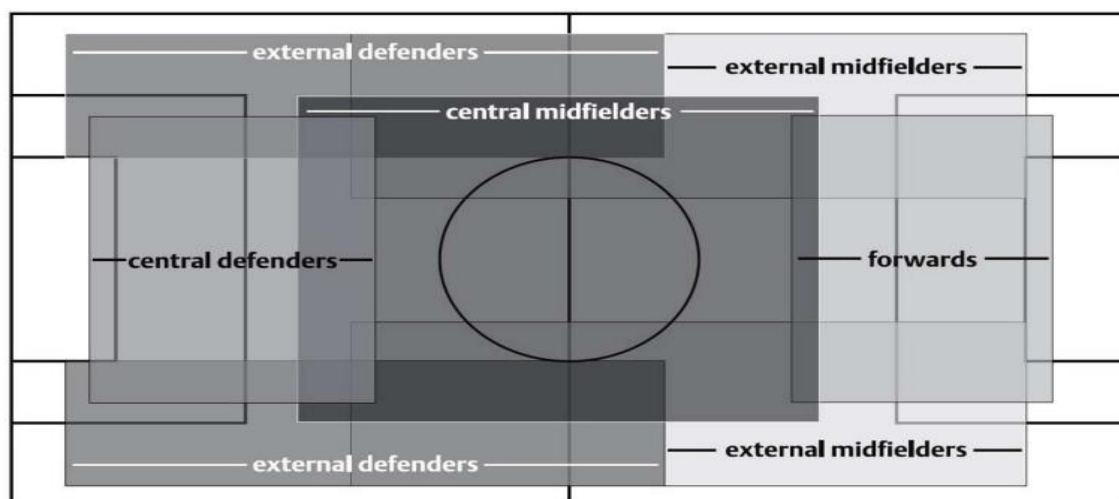 external defenders
external midfielders
central midfielders
central defenders
forwards
external midfielders
external defenders